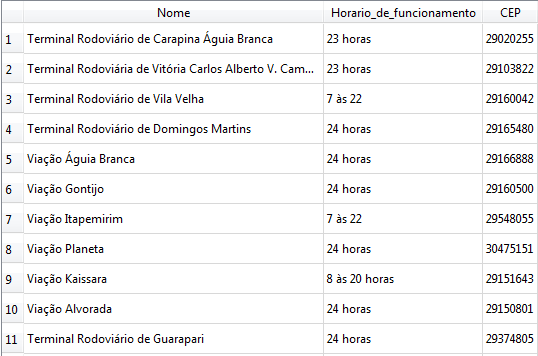 Nome Horario_de_funcionamento CEP
1 Terminal Rodoviário de Carapina Águia Branca 23 horas 29020255
2 Terminal Rodoviária de Vitória Carlos Alberto V. Cam... 23 horas 29103822
3 Terminal Rodoviário de Vila Velha 7 às 22 29160042
4 Terminal Rodoviário de Domingos Martins 24 horas 29165480
5 Viação Águia Branca 24 horas 29166888
6 Viação Gontijo 24 horas 29160500
7 Viação Itapemirim 7 às 22 29548055
8 Viação Planeta 24 horas 30475151
9 Viação Kaissara 8 às 20 horas 29151643
10 Viação Alvorada 24 horas 29150801
11 Terminal Rodoviário de Guarapari 24 horas 29374805